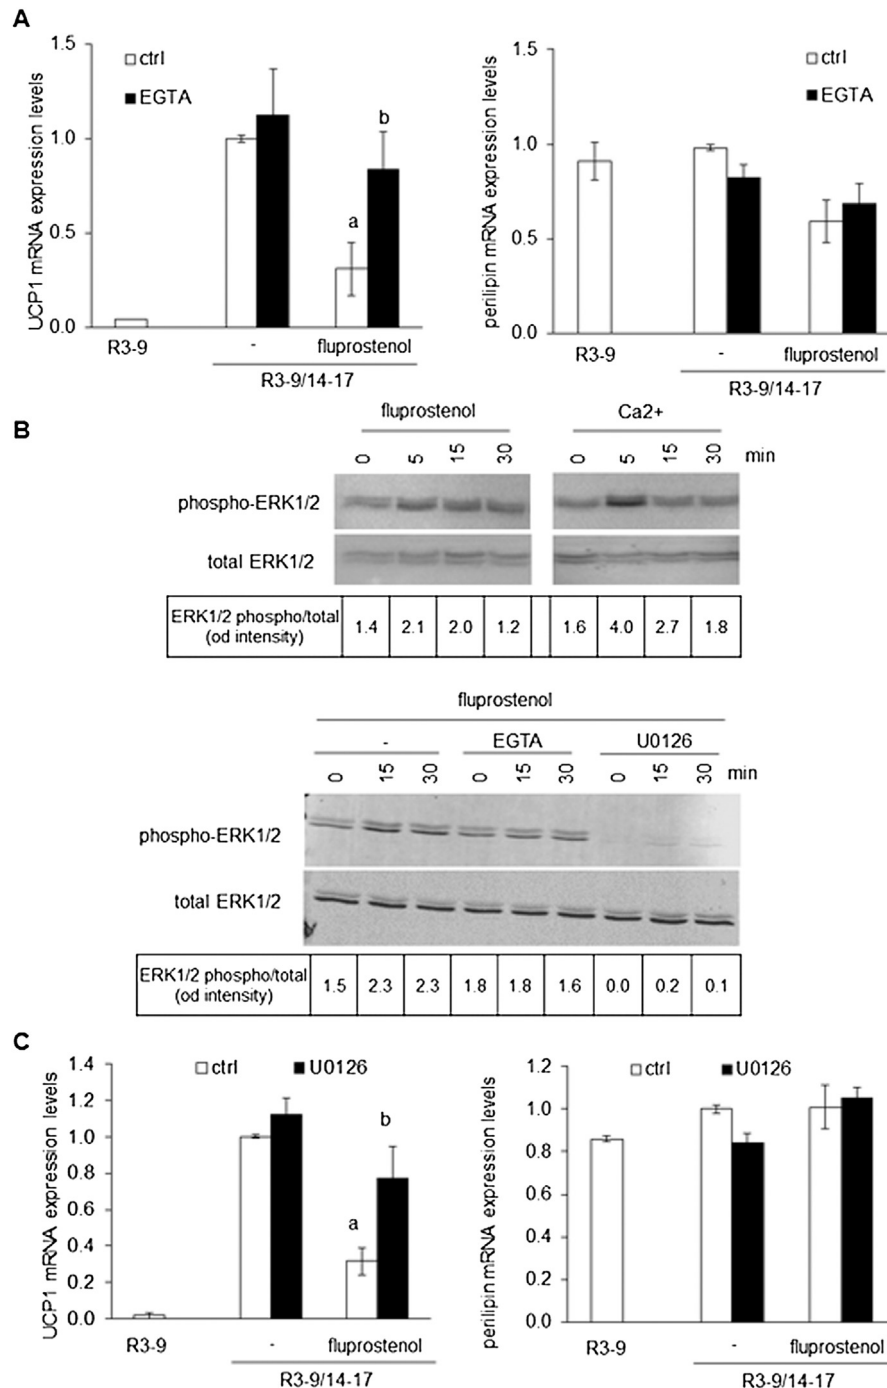 A
UCP1 mRNA expression levels
1.5
1.0
0.5
0.0
ctrl
EGTA
a
b
R3-9
-
fluprostenol
R3-9/14-17
perilipin mRNA expression levels
1.5
1.0
0.5
0.0
ctrl
EGTA
R3-9
-
fluprostenol
R3-9/14-17
B
fluprostenol
Ca2+
0 5 15 30 0 5 15 30 min
phospho-ERK1/2
total ERK1/2
ERK1/2 phospho/total
(od intensity)
1.4 2.1 2.0 1.2 1.6 4.0 2.7 1.8
fluprostenol
- EGTA U0126
0 15 30 0 15 30 0 15 30 min
phospho-ERK1/2
total ERK1/2
ERK1/2 phospho/total
(od intensity)
1.5 2.3 2.3 1.8 1.8 1.6 0.0 0.2 0.1
C
UCP1 mRNA expression levels
1.4
1.2
1.0
0.8
0.6
0.4
0.2
0.0
ctrl
U0126
a
b
R3-9
-
fluprostenol
R3-9/14-17
perilipin mRNA expression levels
1.2
1.0
0.8
0.6
0.4
0.2
0.0
ctrl
U0126
R3-9
-
fluprostenol
R3-9/14-17